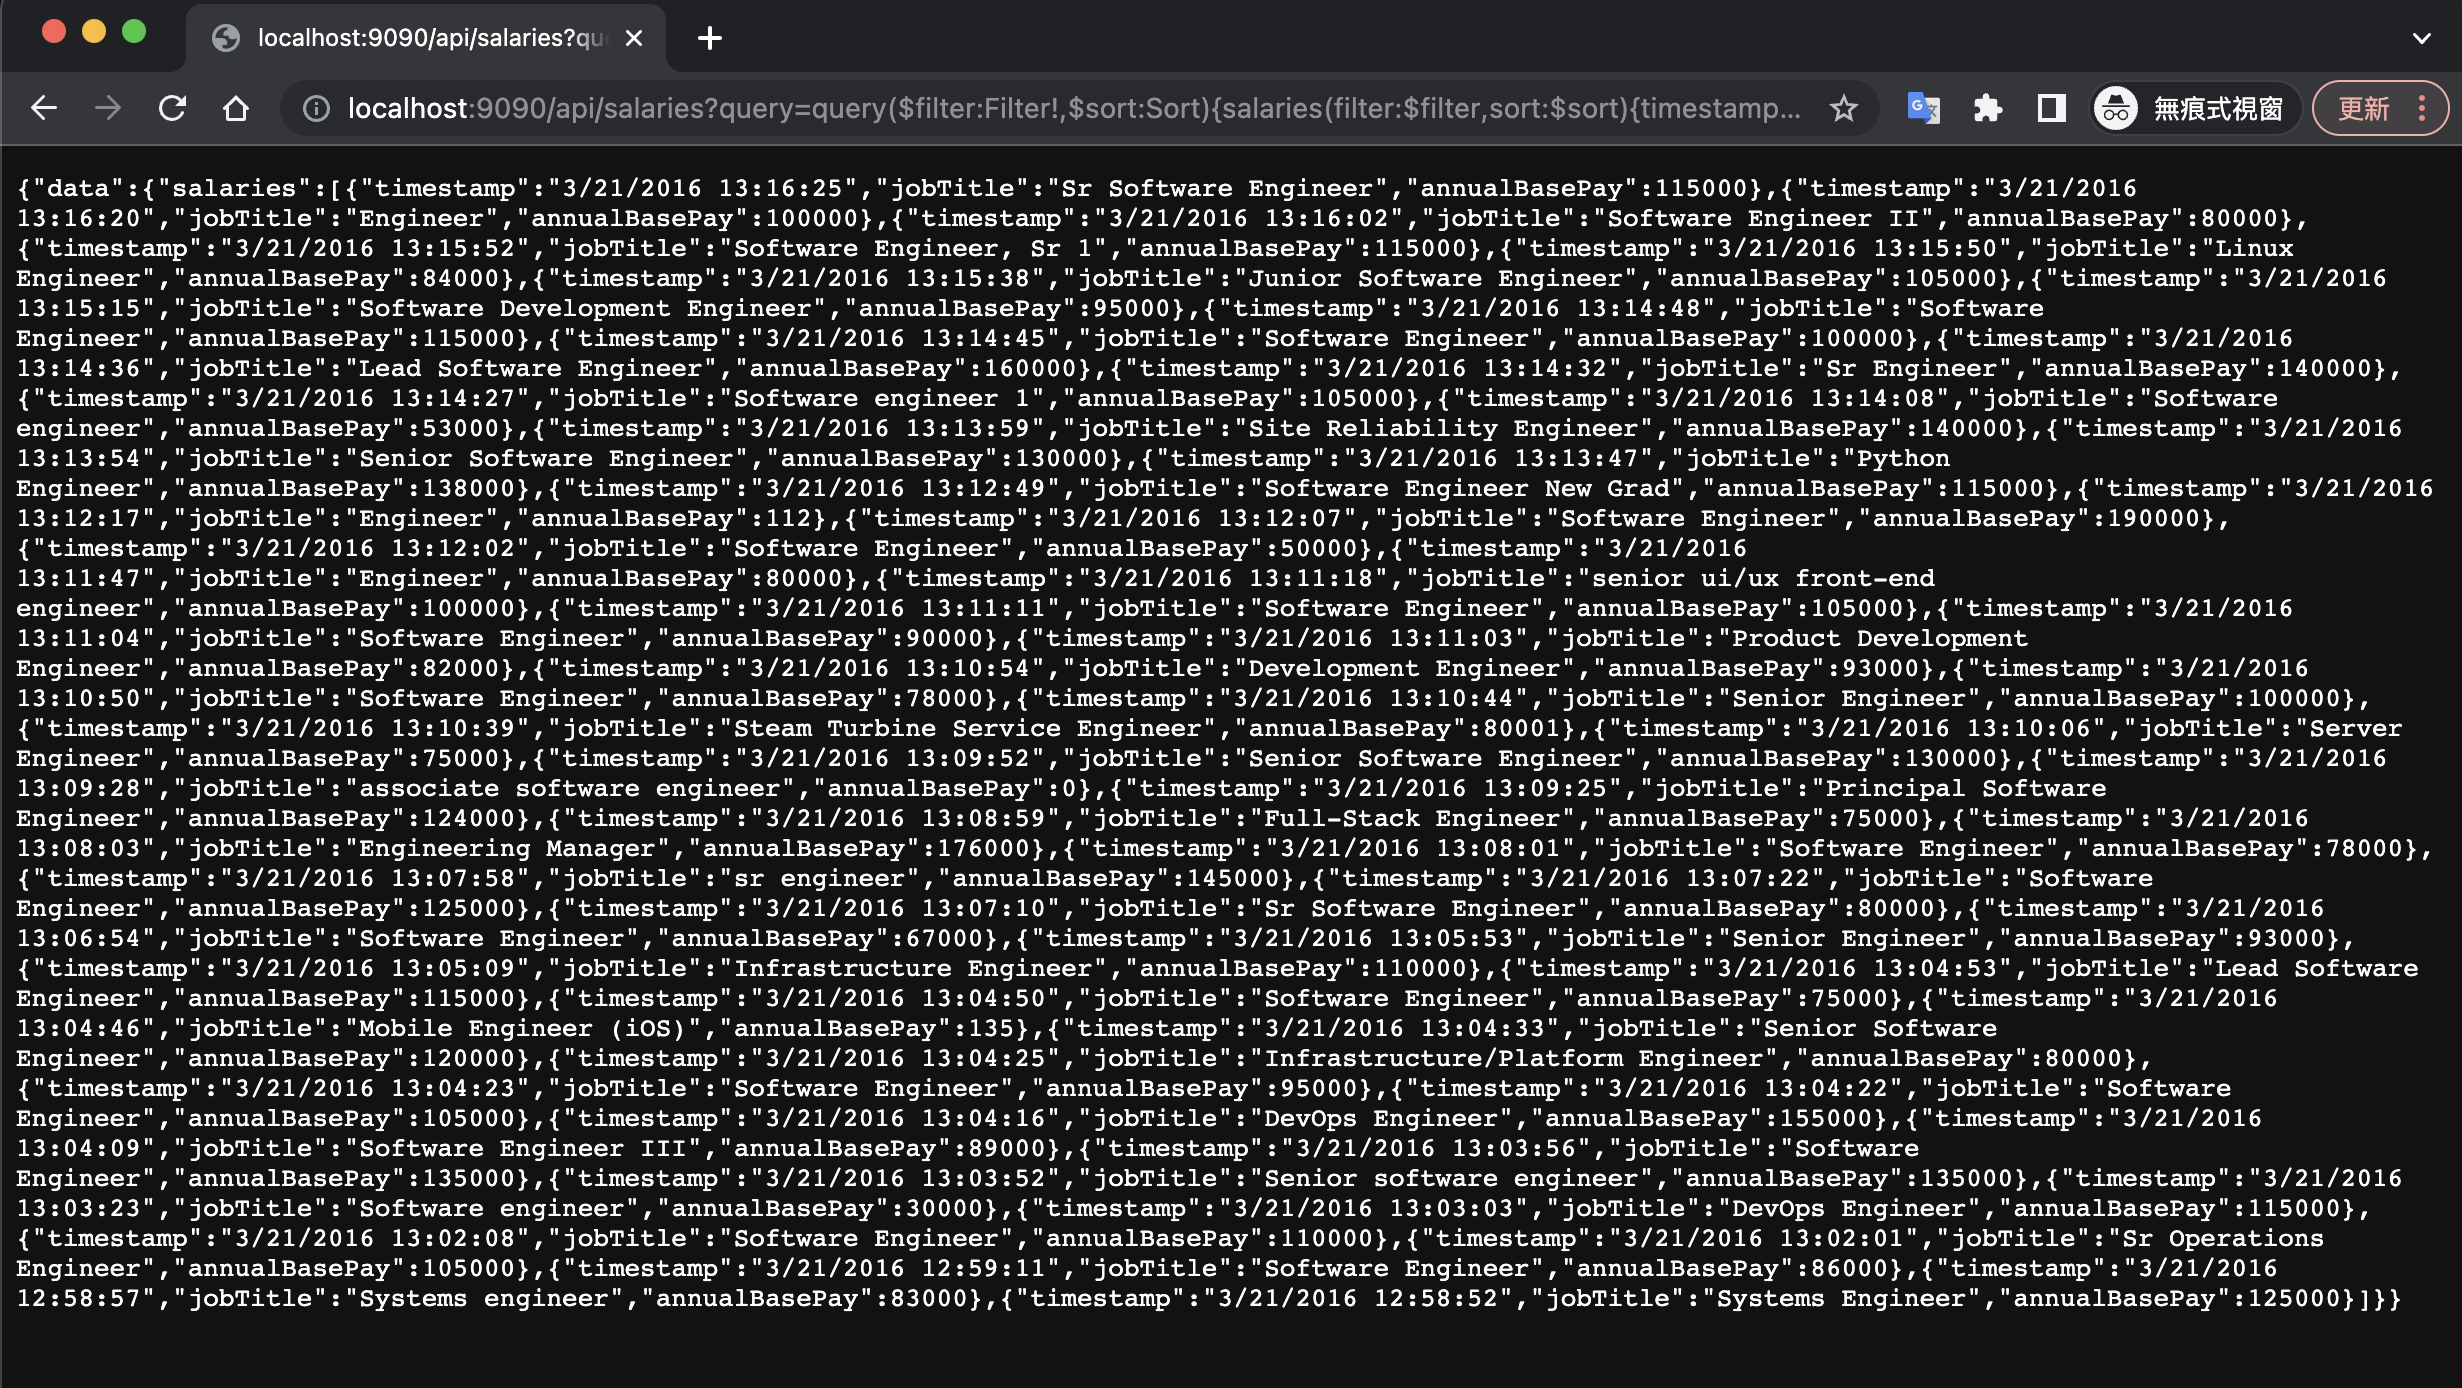 localhost:9090/api/salaries?qu
localhost:9090/api/salaries?query=query($filter:Filter!,$sort:Sort){salaries(filter:$filter,sort:$sort){timestamp...
無痕式視窗
更新
{"data":{"salaries":[{"timestamp":"3/21/2016 13:16:25","jobTitle":"Sr Software Engineer","annualBasePay":115000},{"timestamp":"3/21/2016
13:16:20","jobTitle":"Engineer","annualBasePay":100000},{"timestamp":"3/21/2016 13:16:02","jobTitle":"Software Engineer II","annualBasePay":80000},
{"timestamp":"3/21/2016 13:15:52","jobTitle":"Software Engineer, Sr 1","annualBasePay":115000},{"timestamp":"3/21/2016 13:15:50","jobTitle":"Linux
Engineer","annualBasePay":84000},{"timestamp":"3/21/2016 13:15:38","jobTitle":"Junior Software Engineer","annualBasePay":105000},{"timestamp":"3/21/2016
13:15:15","jobTitle":"Software Development Engineer","annualBasePay":95000},{"timestamp":"3/21/2016 13:14:48","jobTitle":"Software
Engineer","annualBasePay":115000},{"timestamp":"3/21/2016 13:14:45","jobTitle":"Software Engineer","annualBasePay":100000},{"timestamp":"3/21/2016
13:14:36","jobTitle":"Lead Software Engineer","annualBasePay":160000},{"timestamp":"3/21/2016 13:14:32","jobTitle":"Sr Engineer","annualBasePay":140000},
{"timestamp":"3/21/2016 13:14:27","jobTitle":"Software engineer 1","annualBasePay":105000},{"timestamp":"3/21/2016 13:14:08","jobTitle":"Software
engineer","annualBasePay":53000},{"timestamp":"3/21/2016 13:13:59","jobTitle":"Site Reliability Engineer","annualBasePay":140000},{"timestamp":"3/21/2016
13:13:54","jobTitle":"Senior Software Engineer","annualBasePay":130000},{"timestamp":"3/21/2016 13:13:47","jobTitle":"Python
Engineer","annualBasePay":138000},{"timestamp":"3/21/2016 13:12:49","jobTitle":"Software Engineer New Grad","annualBasePay":115000},{"timestamp":"3/21/2016
13:12:17","jobTitle":"Engineer","annualBasePay":112},{"timestamp":"3/21/2016 13:12:07","jobTitle":"Software Engineer","annualBasePay":190000},
{"timestamp":"3/21/2016 13:12:02","jobTitle":"Software Engineer","annualBasePay":50000},{"timestamp":"3/21/2016
13:11:47","jobTitle":"Engineer","annualBasePay":80000},{"timestamp":"3/21/2016 13:11:18","jobTitle":"senior ui/ux front-end
engineer","annualBasePay":100000},{"timestamp":"3/21/2016 13:11:11","jobTitle":"Software Engineer","annualBasePay":105000},{"timestamp":"3/21/2016
13:11:04","jobTitle":"Software Engineer","annualBasePay":90000},{"timestamp":"3/21/2016 13:11:03","jobTitle":"Product Development
Engineer","annualBasePay":82000},{"timestamp":"3/21/2016 13:10:54","jobTitle":"Development Engineer","annualBasePay":93000},{"timestamp":"3/21/2016
13:10:50","jobTitle":"Software Engineer","annualBasePay":78000},{"timestamp":"3/21/2016 13:10:44","jobTitle":"Senior Engineer","annualBasePay":100000},
{"timestamp":"3/21/2016 13:10:39","jobTitle":"Steam Turbine Service Engineer","annualBasePay":80001},{"timestamp":"3/21/2016 13:10:06","jobTitle":"Server
Engineer","annualBasePay":75000},{"timestamp":"3/21/2016 13:09:52","jobTitle":"Senior Software Engineer","annualBasePay":130000},{"timestamp":"3/21/2016
13:09:28","jobTitle":"associate software engineer","annualBasePay":0},{"timestamp":"3/21/2016 13:09:25","jobTitle":"Principal Software
Engineer","annualBasePay":124000},{"timestamp":"3/21/2016 13:08:59","jobTitle":"Full-Stack Engineer","annualBasePay":75000},{"timestamp":"3/21/2016
13:08:03","jobTitle":"Engineering Manager","annualBasePay":176000},{"timestamp":"3/21/2016 13:08:01","jobTitle":"Software Engineer","annualBasePay":78000},
{"timestamp":"3/21/2016 13:07:58","jobTitle":"sr engineer","annualBasePay":145000},{"timestamp":"3/21/2016 13:07:22","jobTitle":"Software
Engineer","annualBasePay":125000},{"timestamp":"3/21/2016 13:07:10","jobTitle":"Sr Software Engineer","annualBasePay":80000},{"timestamp":"3/21/2016
13:06:54","jobTitle":"Software Engineer","annualBasePay":67000},{"timestamp":"3/21/2016 13:05:53","jobTitle":"Senior Engineer","annualBasePay":93000},
{"timestamp":"3/21/2016 13:05:09","jobTitle":"Infrastructure Engineer","annualBasePay":110000},{"timestamp":"3/21/2016 13:04:53","jobTitle":"Lead Software
Engineer","annualBasePay":115000},{"timestamp":"3/21/2016 13:04:50","jobTitle":"Software Engineer","annualBasePay":75000},{"timestamp":"3/21/2016
13:04:46","jobTitle":"Mobile Engineer (iOS)","annualBasePay":135},{"timestamp":"3/21/2016 13:04:33","jobTitle":"Senior Software
Engineer","annualBasePay":120000},{"timestamp":"3/21/2016 13:04:25","jobTitle":"Infrastructure/Platform Engineer","annualBasePay":80000},
{"timestamp":"3/21/2016 13:04:23","jobTitle":"Software Engineer","annualBasePay":95000},{"timestamp":"3/21/2016 13:04:22","jobTitle":"Software
Engineer","annualBasePay":105000},{"timestamp":"3/21/2016 13:04:16","jobTitle":"DevOps Engineer","annualBasePay":155000},{"timestamp":"3/21/2016
13:04:09","jobTitle":"Software Engineer III","annualBasePay":89000},{"timestamp":"3/21/2016 13:03:56","jobTitle":"Software
Engineer","annualBasePay":135000},{"timestamp":"3/21/2016 13:03:52","jobTitle":"Senior software engineer","annualBasePay":135000},{"timestamp":"3/21/2016
13:03:23","jobTitle":"Software engineer","annualBasePay":30000},{"timestamp":"3/21/2016 13:03:03","jobTitle":"DevOps Engineer","annualBasePay":115000},
{"timestamp":"3/21/2016 13:02:08","jobTitle":"Software Engineer","annualBasePay":110000},{"timestamp":"3/21/2016 13:02:01","jobTitle":"Sr Operations
Engineer","annualBasePay":105000},{"timestamp":"3/21/2016 12:59:11","jobTitle":"Software Engineer","annualBasePay":86000},{"timestamp":"3/21/2016
12:58:57","jobTitle":"Systems engineer","annualBasePay":83000},{"timestamp":"3/21/2016 12:58:52","jobTitle":"Systems Engineer","annualBasePay":125000}]}}